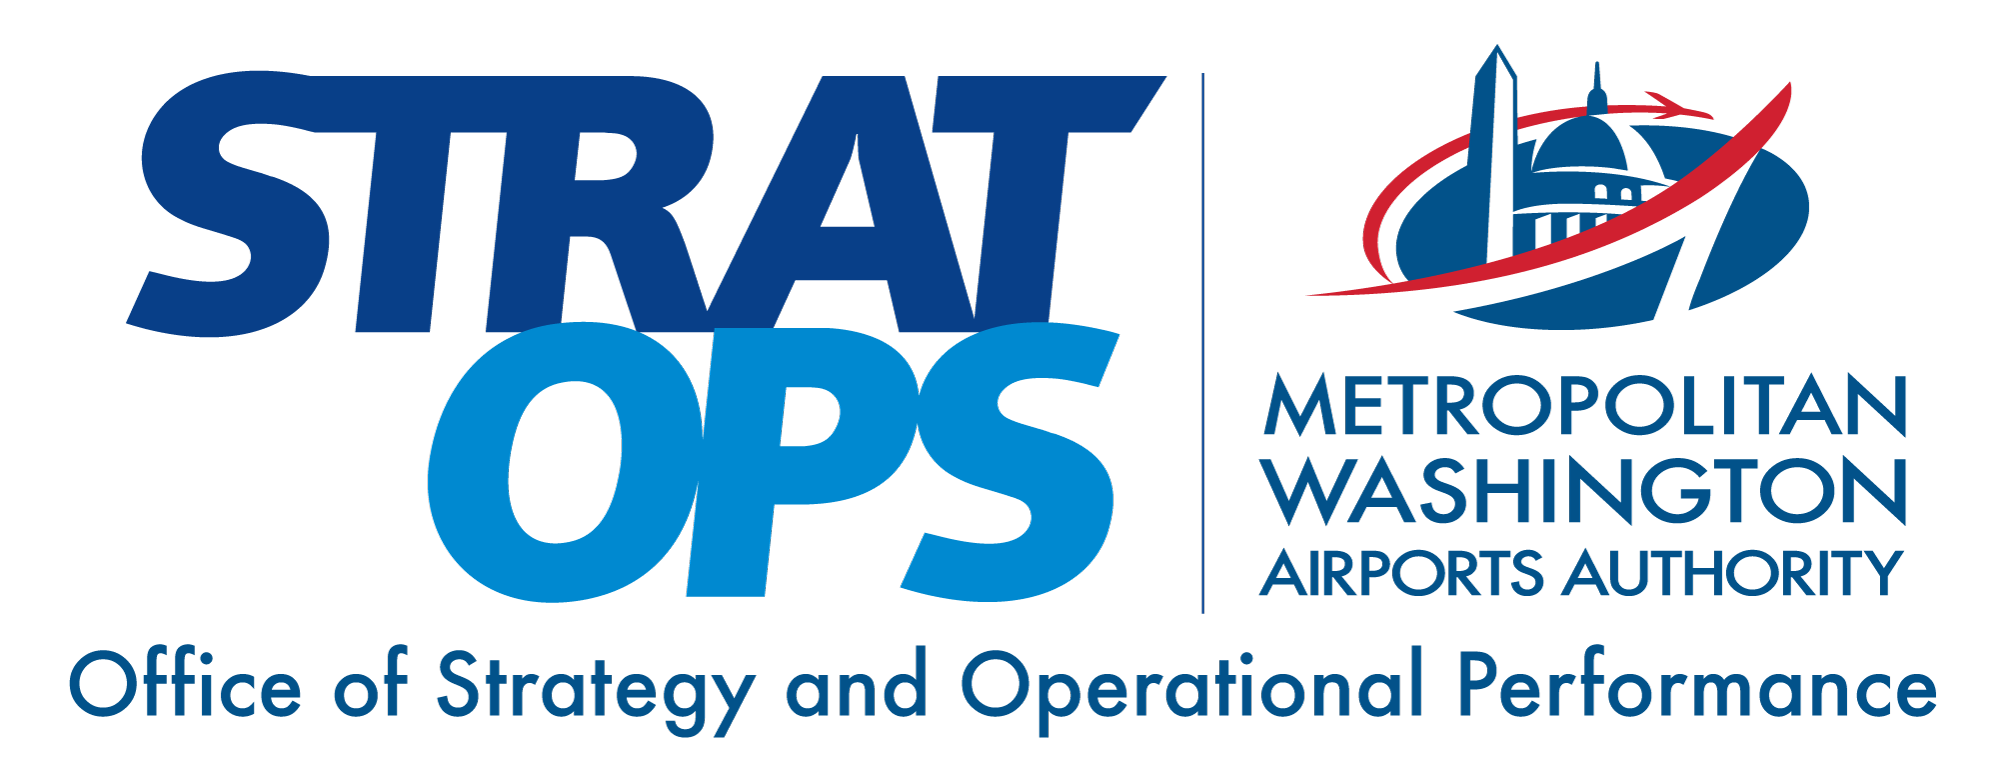 STRAT
OPS
METROPOLITAN
WASHINGTON
AIRPORTS AUTHORITY
Office of Strategy and Operational Performance